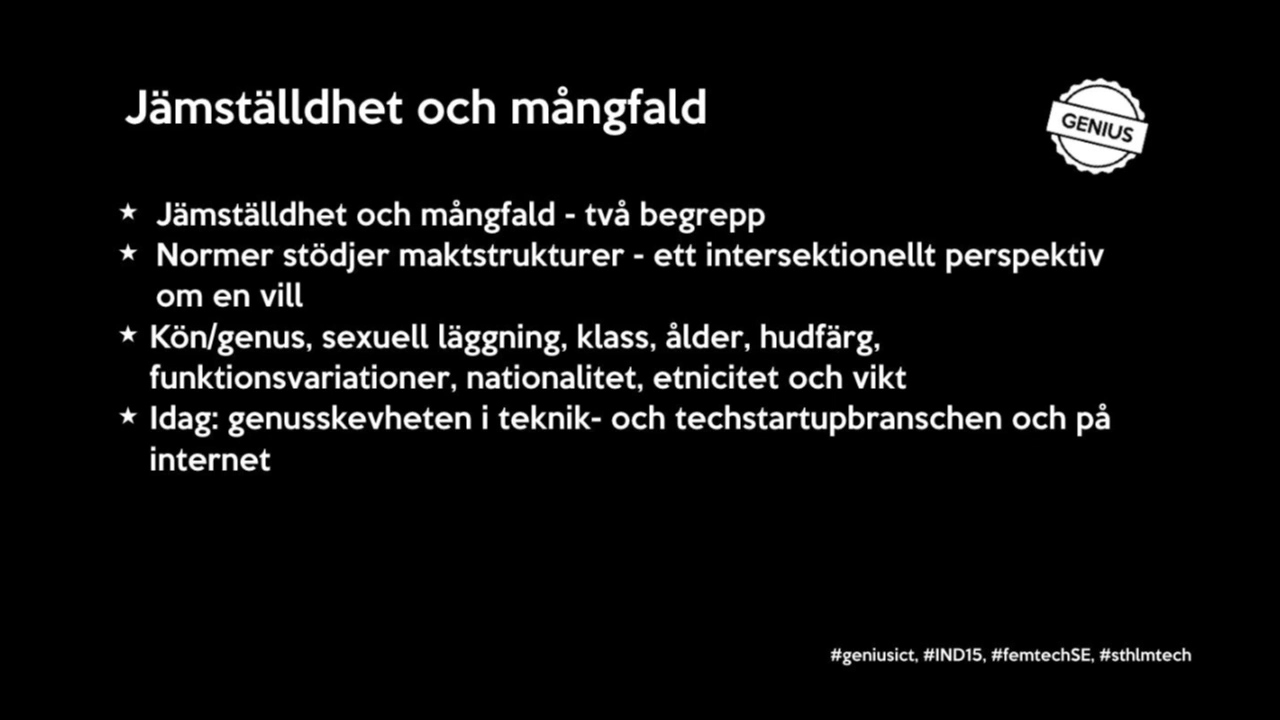 Jämställdhet och mångfald
GENIUS
★ Jämställdhet och mångfald - två begrepp
★ Normer stödjer maktstrukturer - ett intersektionellt perspektiv
om en vill
★ Kön/genus, sexuell läggning, klass, ålder, hudfärg,
funktionsvariationer, nationalitet, etnicitet och vikt
★ Idag: genusskevheten i teknik- och techstartupbranschen och på
internet
#geniusict, #IND15, #femtechSE, #sthlmtech